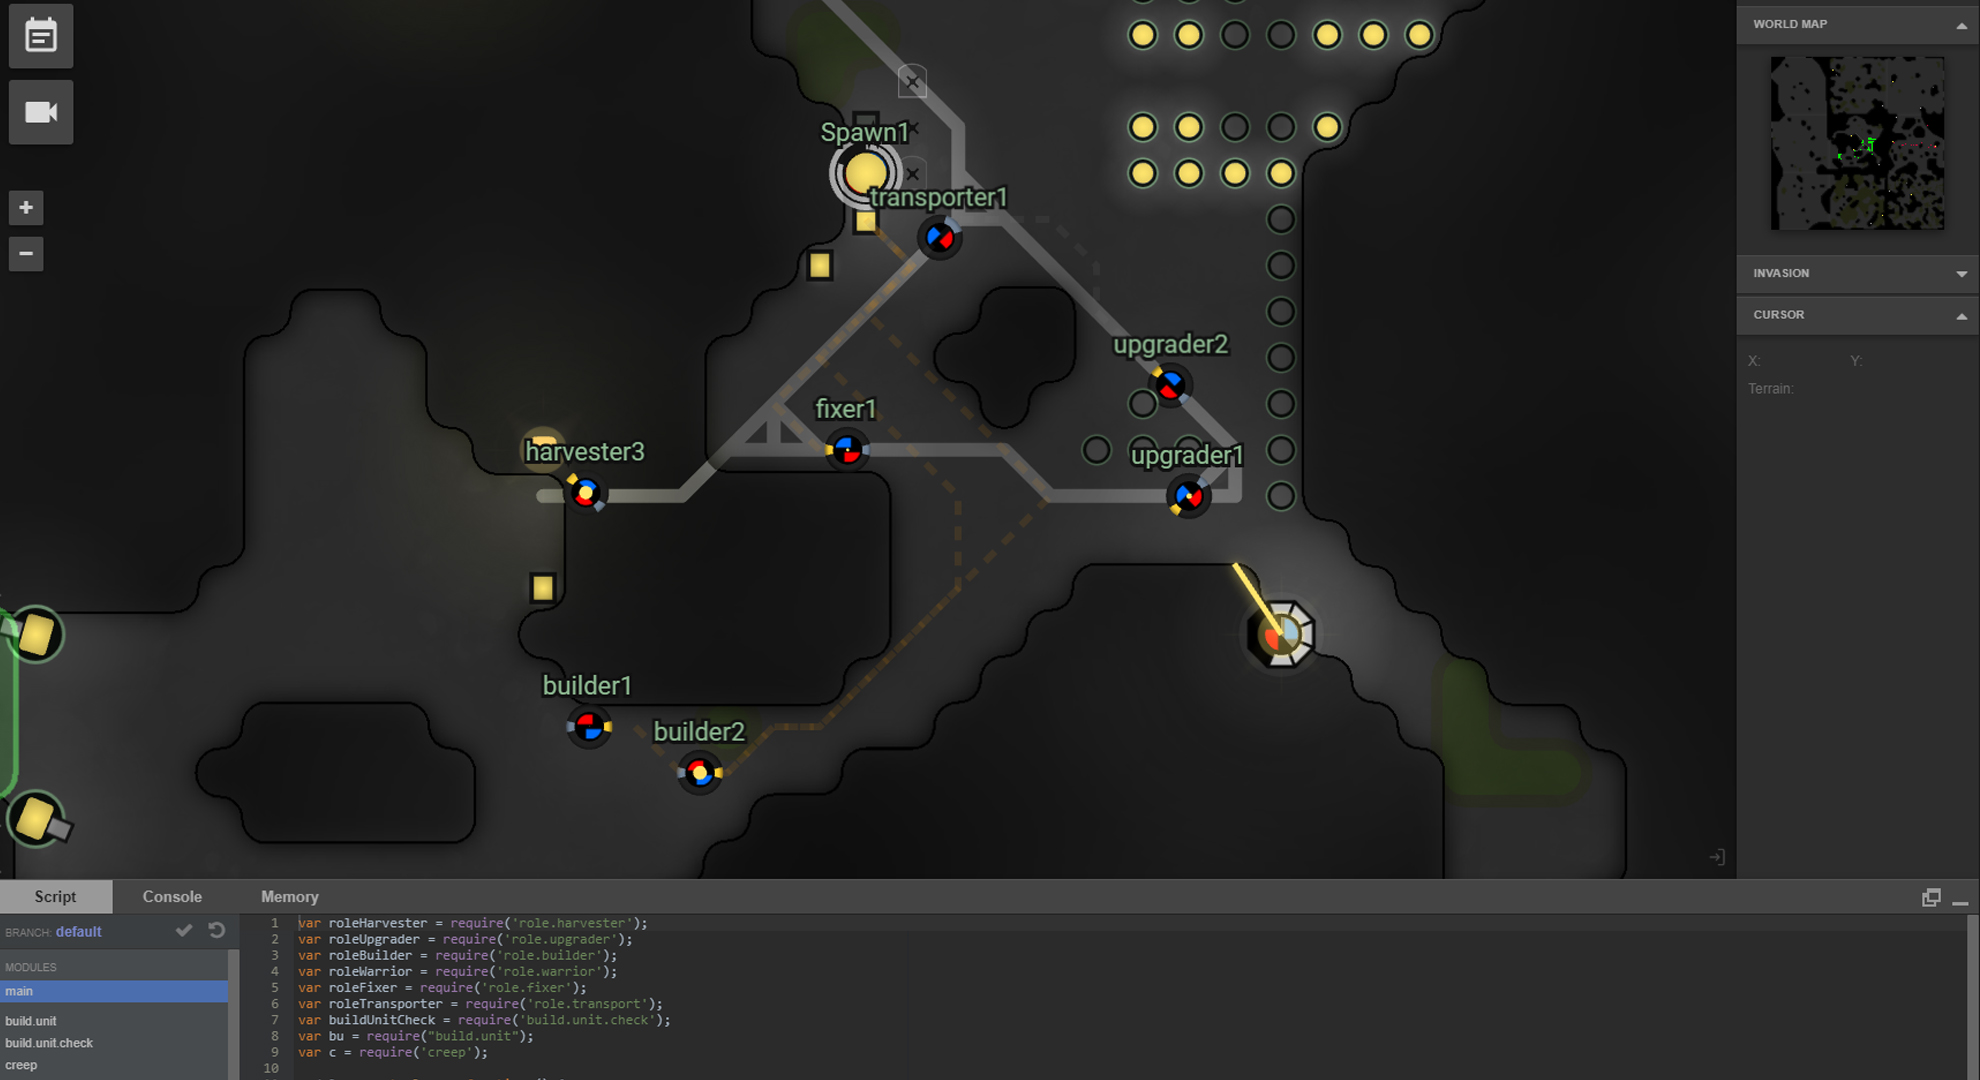 WORLD MAP
INVASION
CURSOR
X:
Y:
Terrain:
+
−
Spawn1
transporter1
upgrader2
fixer1
harvester3
upgrader1
builder1
builder2
Script
Console
Memory
BRANCH: default
MODULES
main
build.unit
build.unit.check
creep
1 var roleHarvester = require('role.harvester');
2 var roleUpgrader = require('role.upgrader');
3 var roleBuilder = require('role.builder');
4 var roleWarrior = require('role.warrior');
5 var roleFixer = require('role.fixer');
6 var roleTransporter = require('role.transport');
7 var buildUnitCheck = require('build.unit.check');
8 var bu = require("build.unit");
9 var c = require('creep');
10